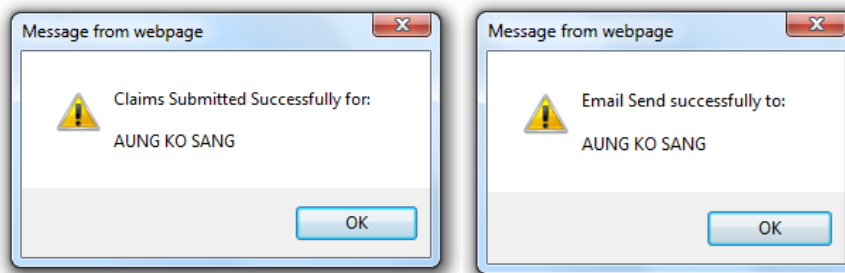 Message from webpage
Claims Submitted Successfully for:
AUNG KO SANG
OK
Message from webpage
Email Send successfully to:
AUNG KO SANG
OK